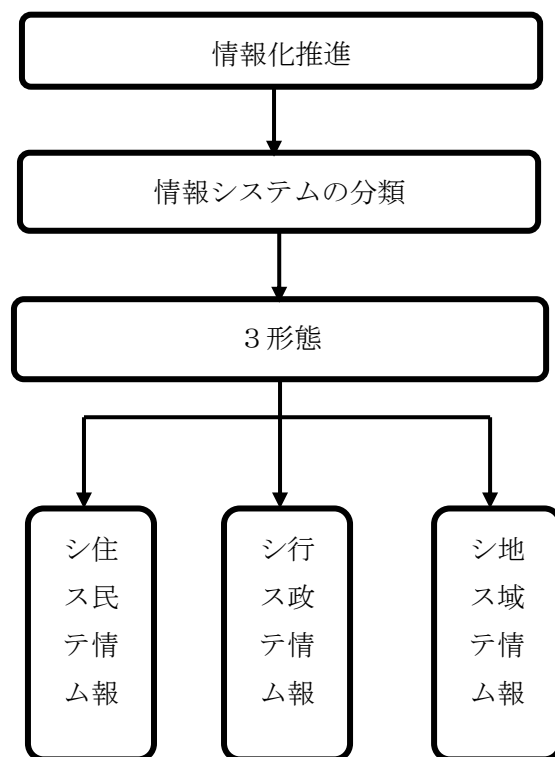 情報化推進
情報システムの分類
３形態
住民情報
システム
行政情報
システム
地域情報
システム